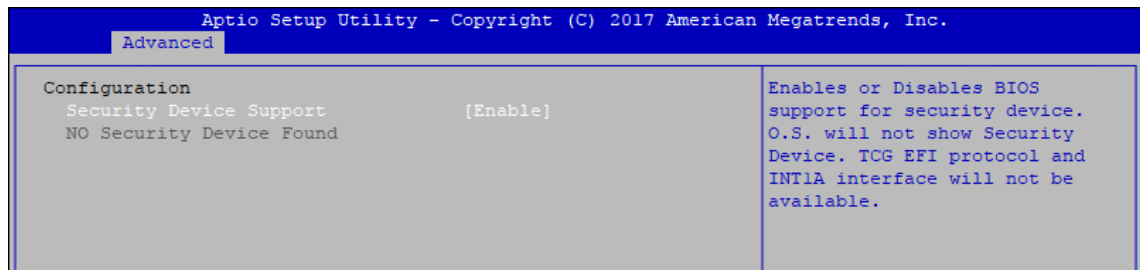 Aptio Setup Utility - Copyright (C) 2017 American Megatrends, Inc.
Advanced
Configuration
Security Device Support [Enable]
NO Security Device Found
Enables or Disables BIOS
support for security device.
O.S. will not show Security
Device. TCG EFI protocol and
INT1A interface will not be
available.